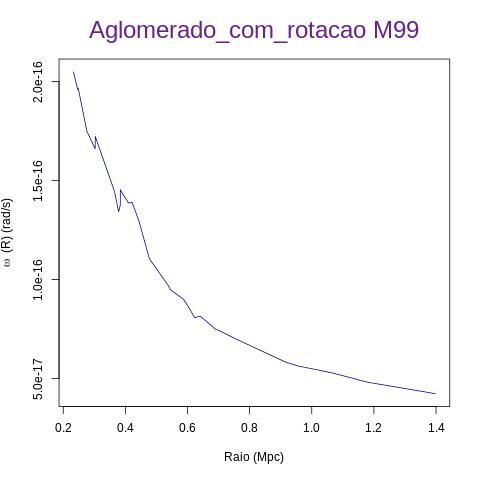 Aglomerado_com_rotacao M99
ω (R) (rad/s)
2.0e-16
1.5e-16
1.0e-16
5.0e-17
0.2 0.4 0.6 0.8 1.0 1.2 1.4
Raio (Mpc)